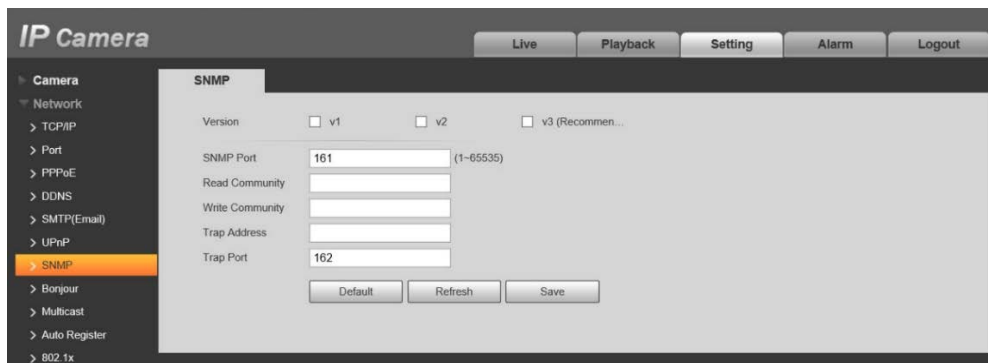 IP Camera
Live Playback Setting Alarm Logout
Camera
Network
TCP/IP
Port
PPPoE
DDNS
SMTP(Email)
UPnP
SNMP
Bonjour
Multicast
Auto Register
802.1x
SNMP
Version v1 v2 v3 (Recommen...
SNMP Port 161 (1~65535)
Read Community
Write Community
Trap Address
Trap Port 162
Default Refresh Save